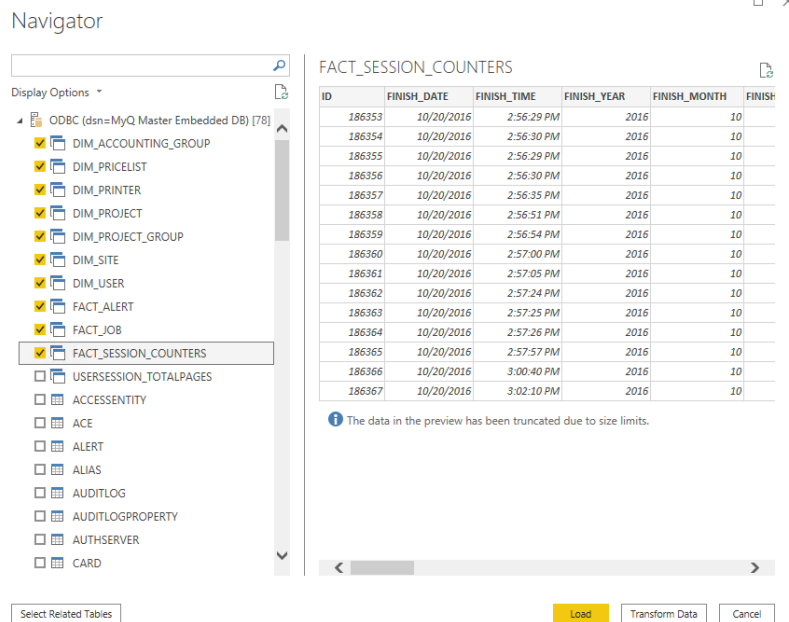 Navigator
Display Options
ODBC (dsn=MyQ Master Embedded DB) [78]
DIM_ACCOUNTING_GROUP
DIM_PRICELIST
DIM_PRINTER
DIM_PROJECT
DIM_PROJECT_GROUP
DIM_SITE
DIM_USER
FACT_ALERT
FACT_JOB
FACT_SESSION_COUNTERS
USERSESSION_TOTALPAGES
ACCESSENTITY
ACE
ALERT
ALIAS
AUDITLOG
AUDITLOGPROPERTY
AUTHSERVER
CARD
FACT_SESSION_COUNTERS
ID FINISH_DATE FINISH_TIME FINISH_YEAR FINISH_MONTH FINISH
186353 10/20/2016 2:56:29 PM 2016 10
186354 10/20/2016 2:56:30 PM 2016 10
186355 10/20/2016 2:56:29 PM 2016 10
186356 10/20/2016 2:56:30 PM 2016 10
186357 10/20/2016 2:56:35 PM 2016 10
186358 10/20/2016 2:56:51 PM 2016 10
186359 10/20/2016 2:56:54 PM 2016 10
186360 10/20/2016 2:57:00 PM 2016 10
186361 10/20/2016 2:57:05 PM 2016 10
186362 10/20/2016 2:57:24 PM 2016 10
186363 10/20/2016 2:57:25 PM 2016 10
186364 10/20/2016 2:57:26 PM 2016 10
186365 10/20/2016 2:57:57 PM 2016 10
186366 10/20/2016 3:00:40 PM 2016 10
186367 10/20/2016 3:02:10 PM 2016 10
The data in the preview has been truncated due to size limits.
Select Related Tables
Load
Transform Data
Cancel